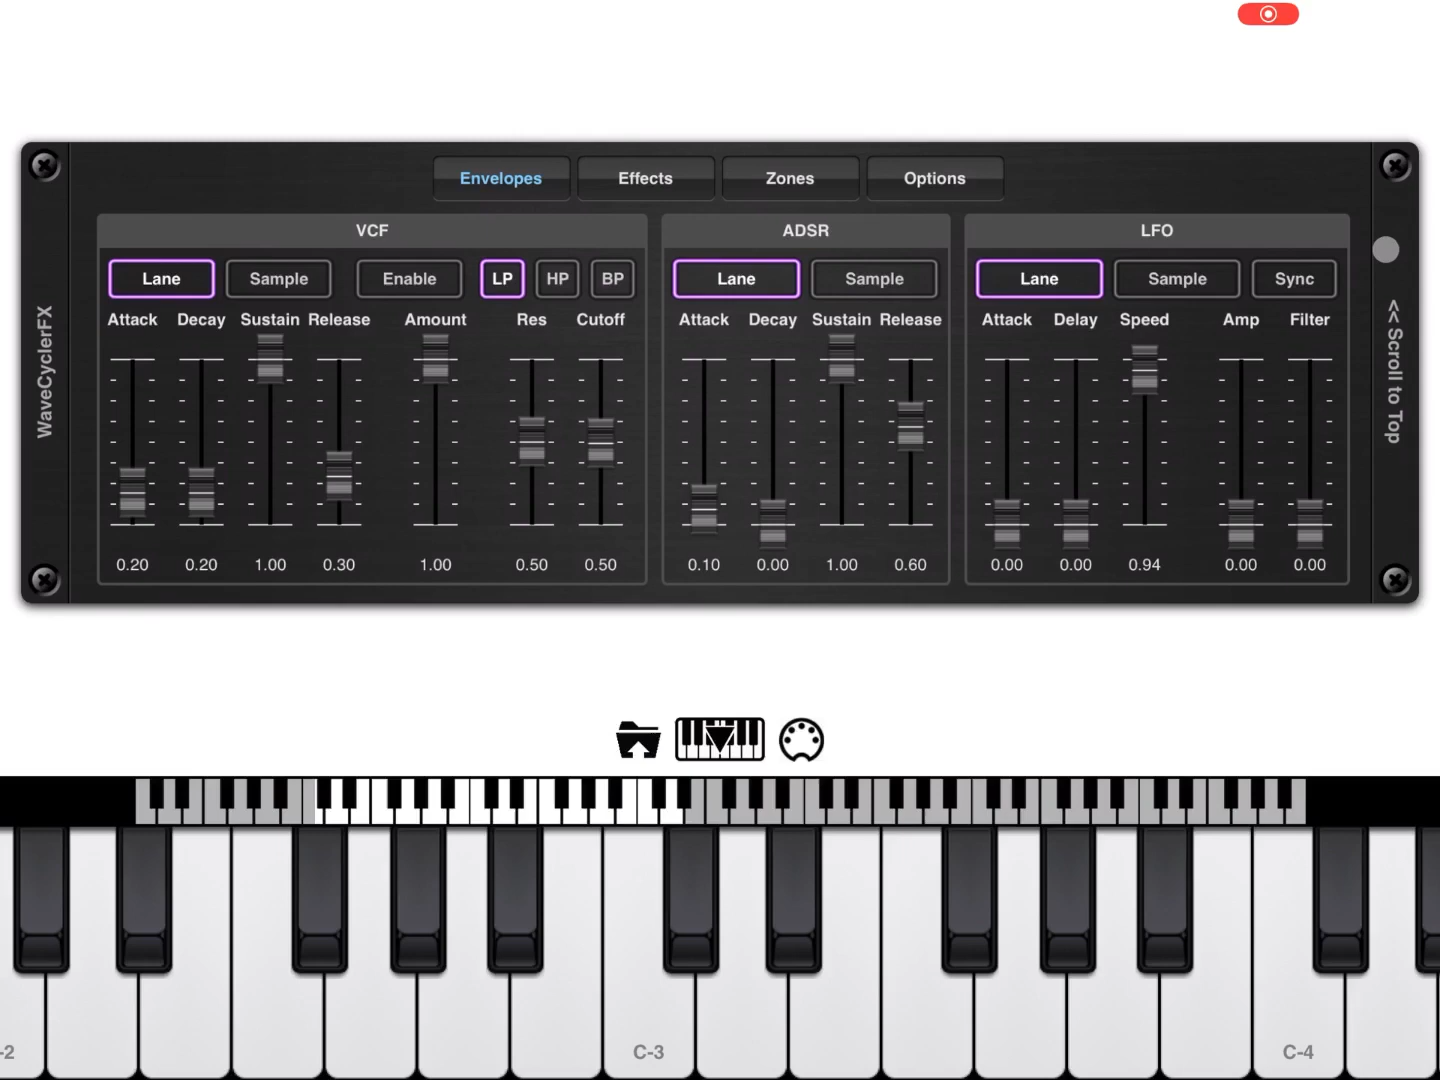 Envelopes Effects Zones Options
WaveCyclerFX
VCF
Lane Sample Enable LP HP BP
Attack Decay Sustain Release Amount Res Cutoff
0.20 0.20 1.00 0.30 1.00 0.50 0.50
ADSR
Lane Sample
Attack Decay Sustain Release
0.10 0.00 1.00 0.60
LFO
Lane Sample Sync
Attack Delay Speed Amp Filter
0.00 0.00 0.94 0.00 0.00
<< Scroll to Top
-2 C-3 C-4